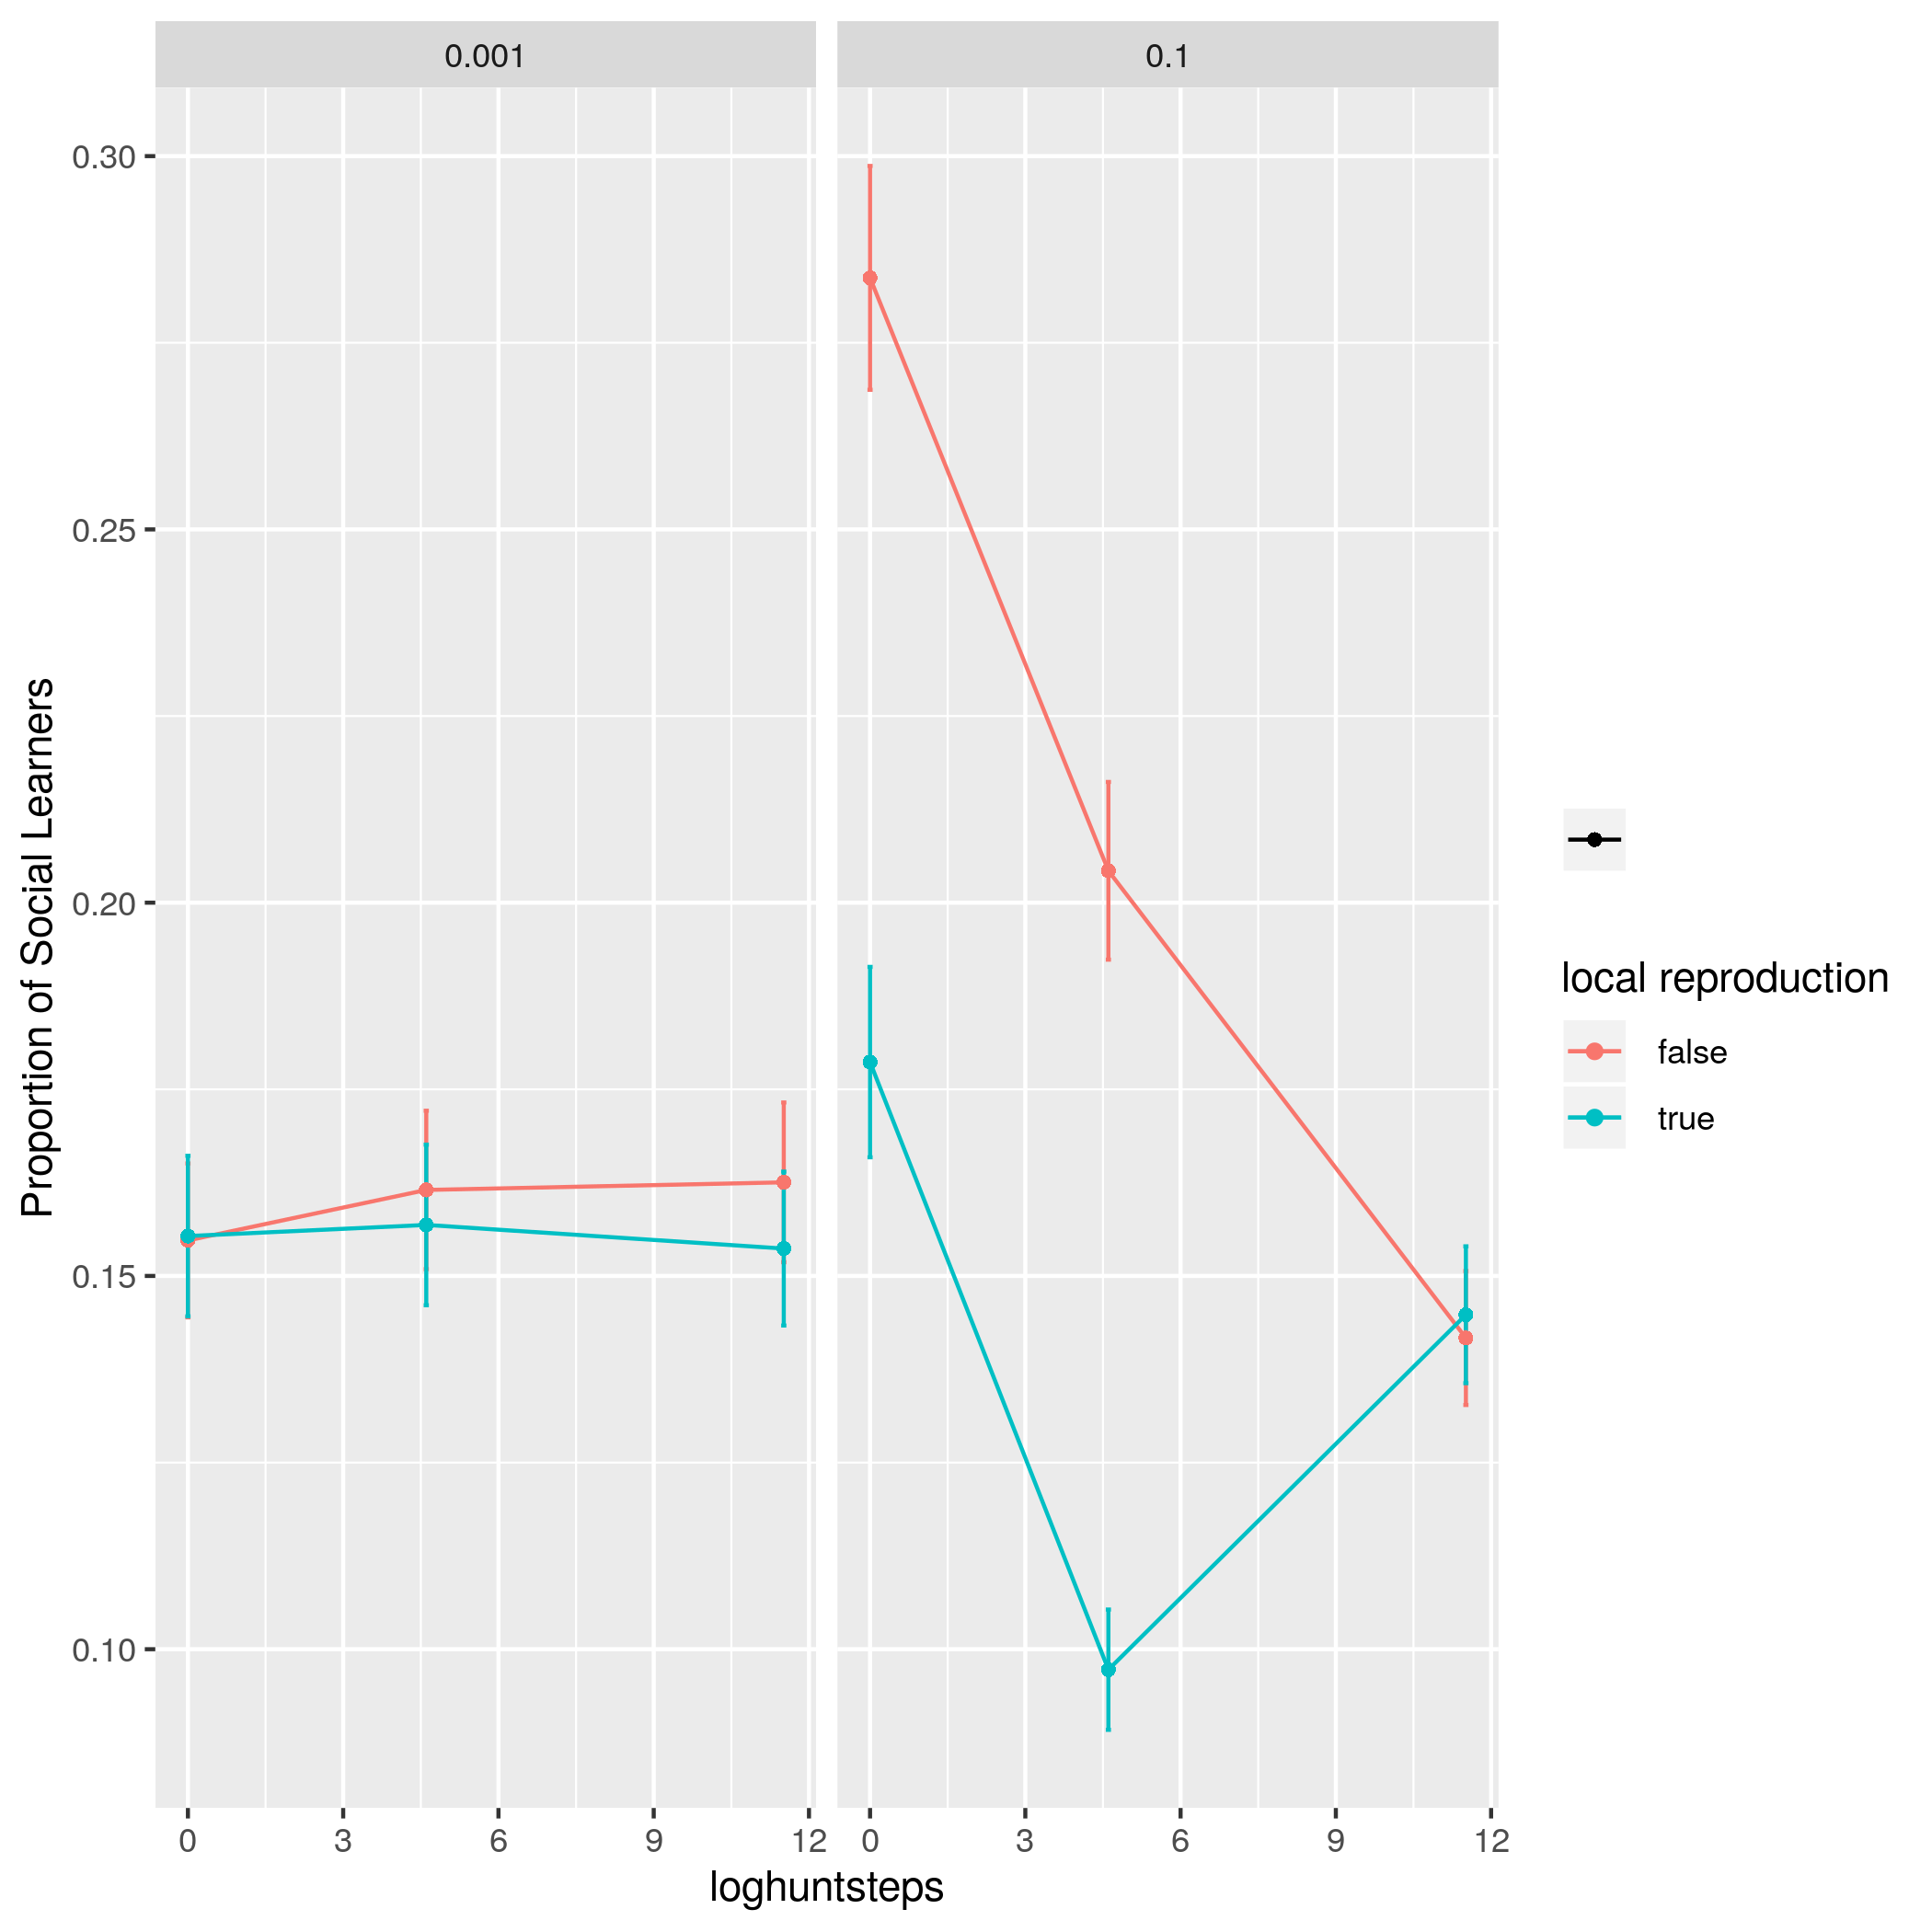 0.001
0.1
0.30
0.25
0.20
0.15
0.10
Proportion of Social Learners
0 3 6 9 12 0 3 6 9 12
loghuntsteps
local reproduction
false
true